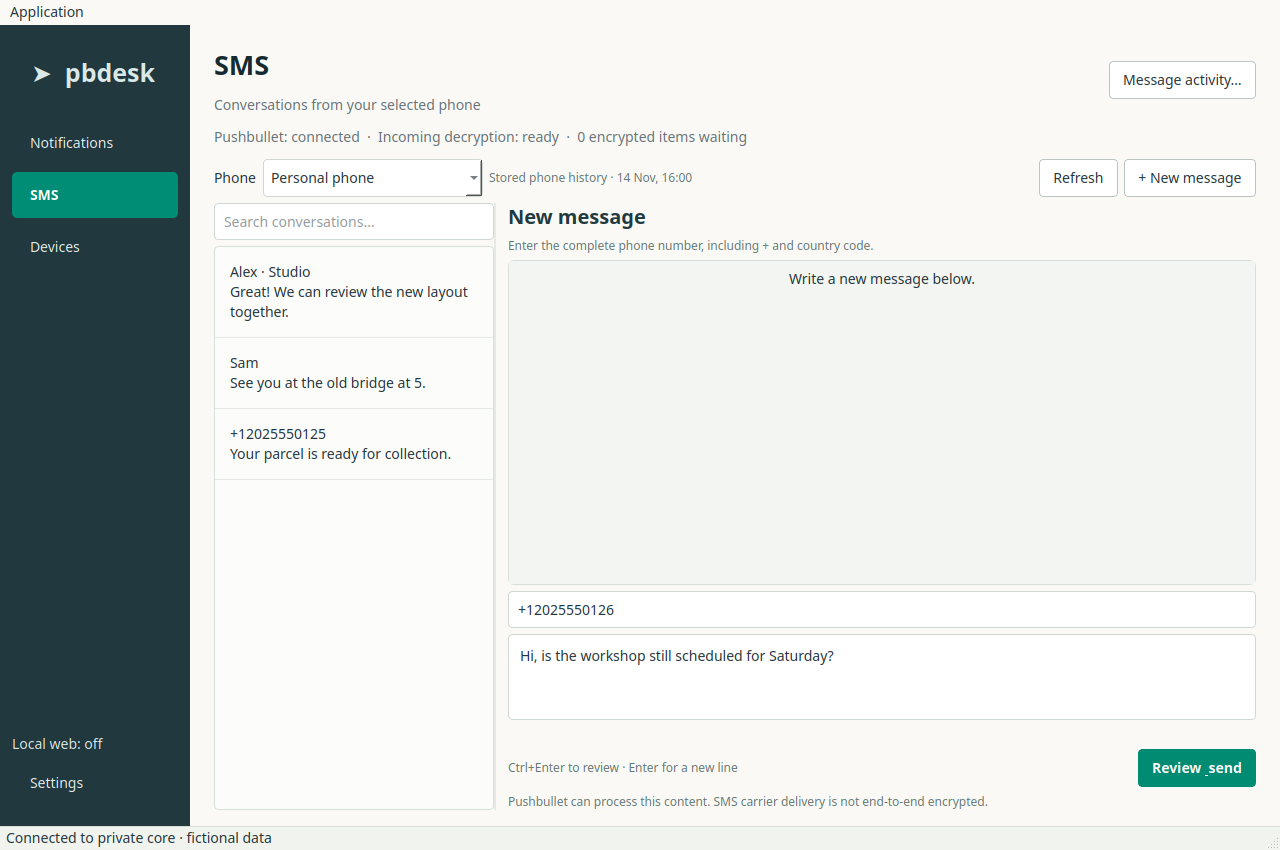 Application
pbdesk
Notifications
SMS
Devices
Local web: off
Settings
SMS
Conversations from your selected phone
Pushbullet: connected · Incoming decryption: ready · 0 encrypted items waiting
Message activity...
Phone
Personal phone
Stored phone history · 14 Nov, 16:00
Refresh
+ New message
Search conversations...
Alex · Studio
Great! We can review the new layout
together.
Sam
See you at the old bridge at 5.
+12025550125
Your parcel is ready for collection.
New message
Enter the complete phone number, including + and country code.
Write a new message below.
+12025550126
Hi, is the workshop still scheduled for Saturday?
Ctrl+Enter to review · Enter for a new line
Review _send
Pushbullet can process this content. SMS carrier delivery is not end-to-end encrypted.
Connected to private core · fictional data